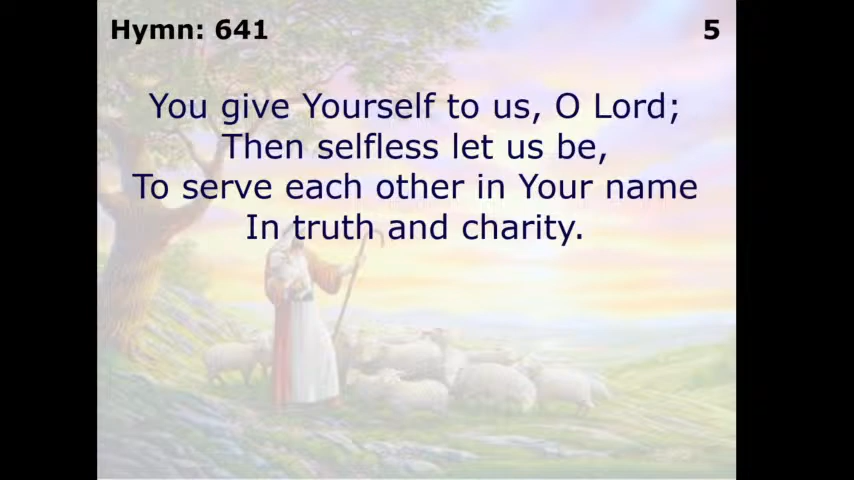 Hymn: 641
5
You give Yourself to us, O Lord;
Then selfless let us be,
To serve each other in Your name
In truth and charity.